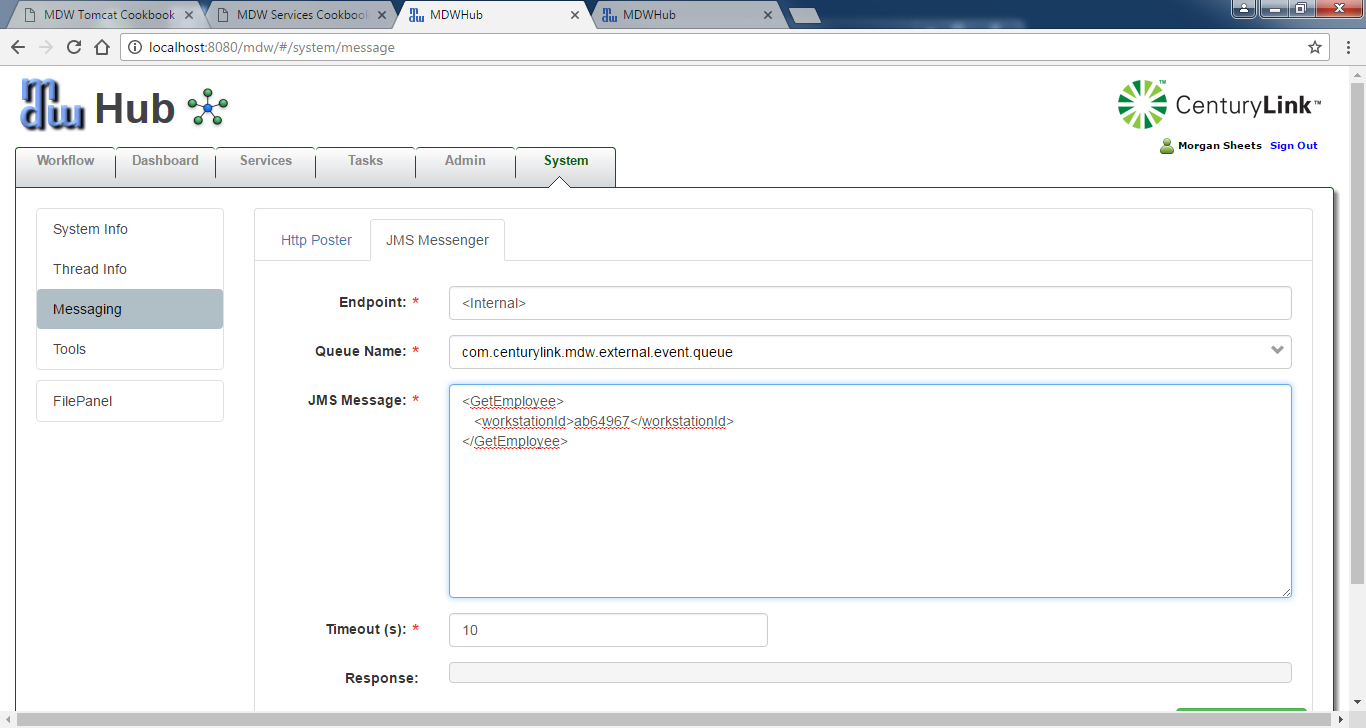 MDW Tomcat Cookbook
MDW Services Cookbook
MDWHub
MDWHub
localhost:8080/mdw/#/system/message
mdw Hub
CenturyLink™
Morgan Sheets Sign Out
Workflow Dashboard Services Tasks Admin System
System Info
Thread Info
Messaging
Tools
FilePanel
Http Poster JMS Messenger
Endpoint: * <Internal>
Queue Name: * com.centurylink.mdw.external.event.queue
JMS Message: * <GetEmployee>
<workstationId>ab64967</workstationId>
</GetEmployee>
Timeout (s): * 10
Response: